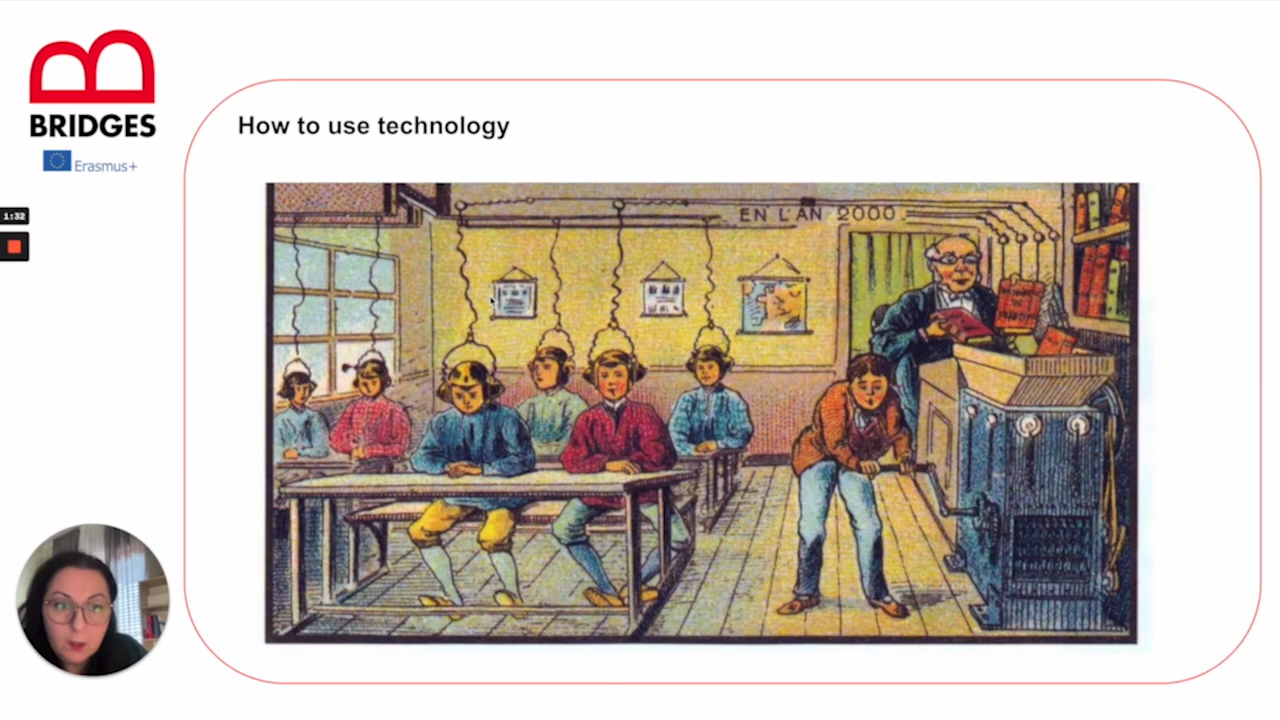 BRIDGES
Erasmus+
1:32
How to use technology
EN L'AN 2000